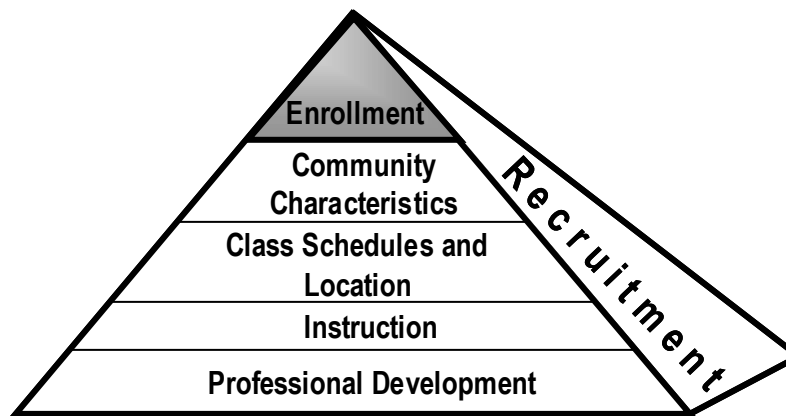 Enrollment
Community
Characteristics
Class Schedules and
Location
Instruction
Professional Development
Recruitment